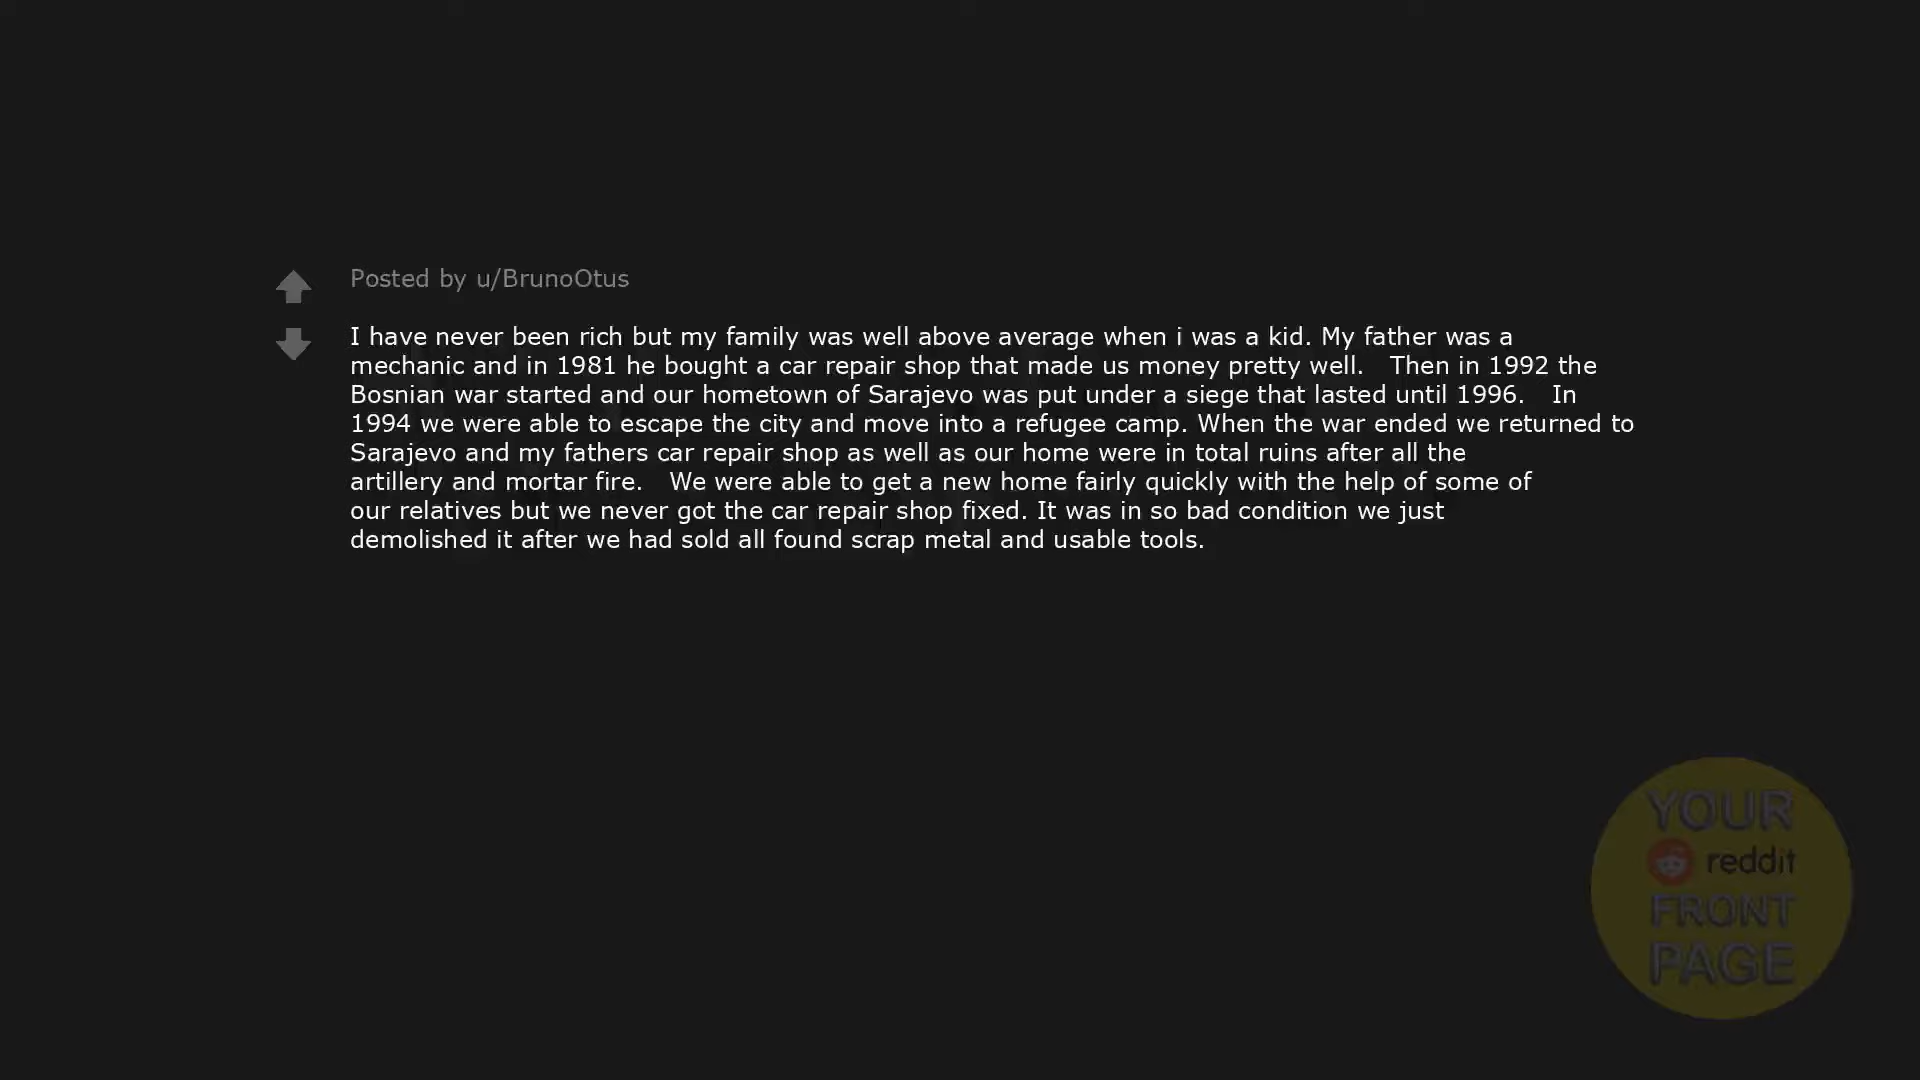 Posted by u/BrunoOtus
I have never been rich but my family was well above average when i was a kid. My father was a
mechanic and in 1981 he bought a car repair shop that made us money pretty well.   Then in 1992 the
Bosnian war started and our hometown of Sarajevo was put under a siege that lasted until 1996.   In
1994 we were able to escape the city and move into a refugee camp. When the war ended we returned to
Sarajevo and my fathers car repair shop as well as our home were in total ruins after all the
artillery and mortar fire.   We were able to get a new home fairly quickly with the help of some of
our relatives but we never got the car repair shop fixed. It was in so bad condition we just
demolished it after we had sold all found scrap metal and usable tools.
YOUR
reddit
FRONT
PAGE